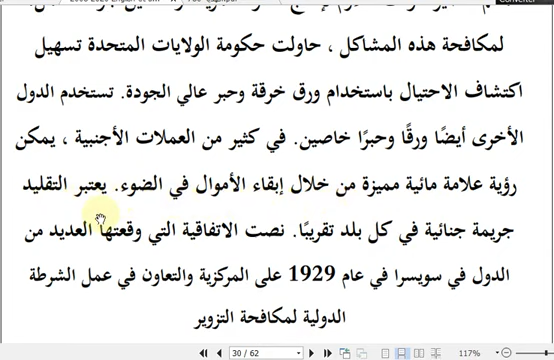 لمكافحة هذه المشاكل ، حاولت حكومة الولايات المتحدة تسهيل
اكتشاف الاحتيال باستخدام ورق خرقة وحبر عالي الجودة. تستخدم الدول
الأخرى أيضًا ورقًا وحبرًا خاصين. في كثير من العملات الأجنبية ، يمكن
رؤية علامة مائية مميزة من خلال إبقاء الأموال في الضوء. يعتبر التقليد
جريمة جنائية في كل بلد تقريبًا. نصت الاتفاقية التي وقعتها العديد من
الدول في سويسرا في عام 1929 على المركزية والتعاون في عمل الشرطة
الدولية لمكافحة التزوير
30 / 62
117%